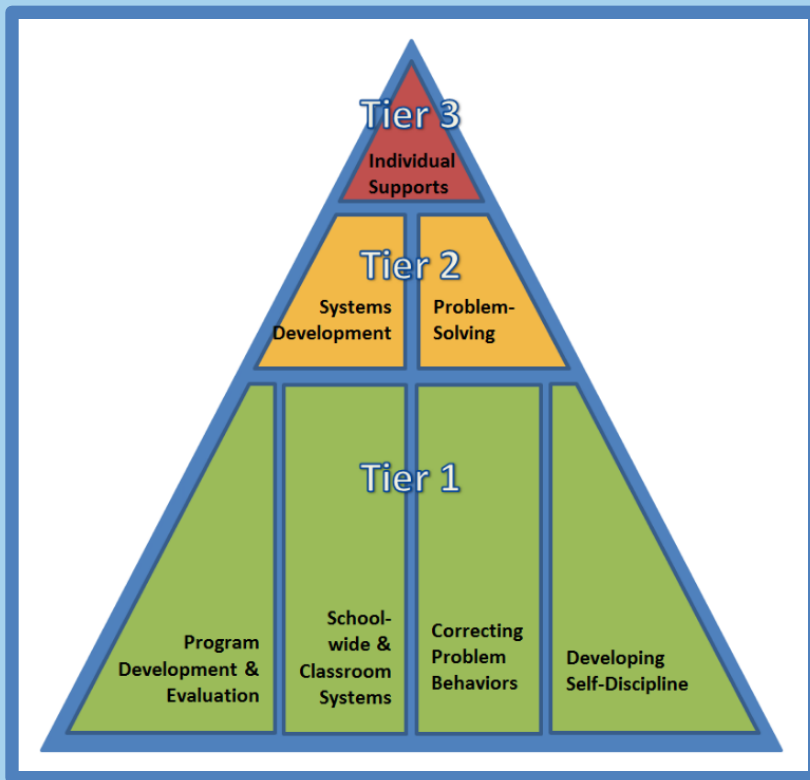 Tier 3
Individual
Supports
Tier 2
Systems
Development
Problem-
Solving
Tier 1
Program
Development &
Evaluation
School-
wide &
Classroom
Systems
Correcting
Problem
Behaviors
Developing
Self-Discipline